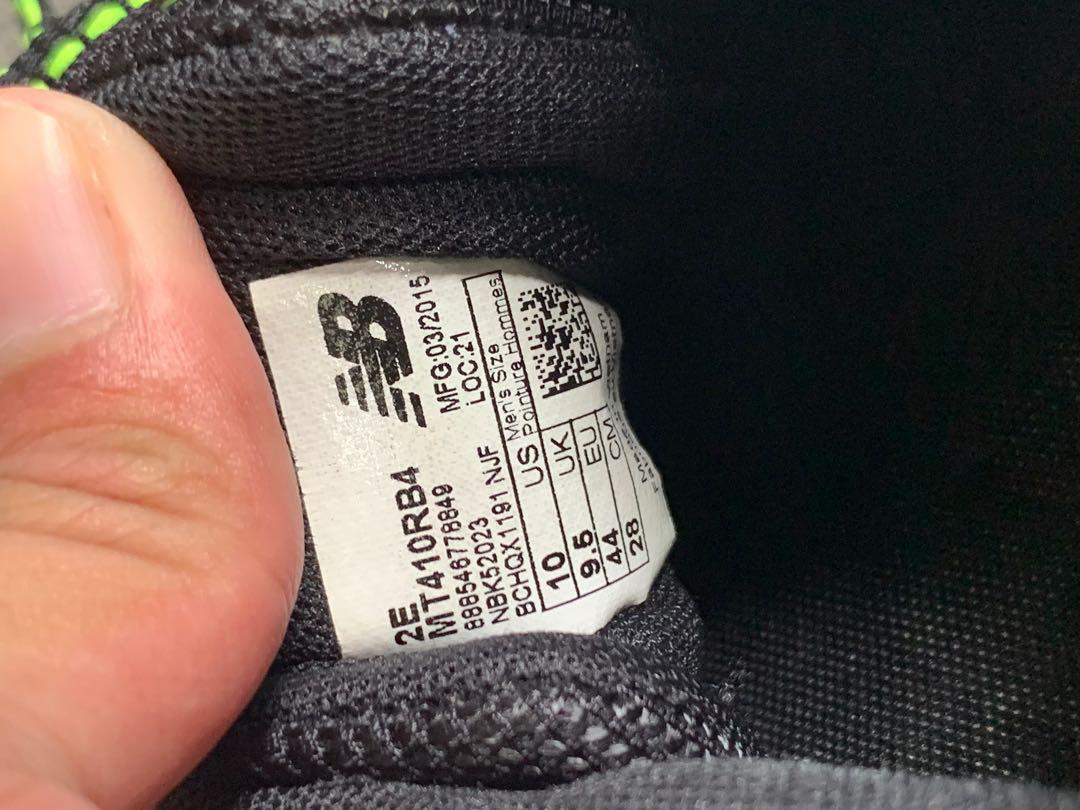 NB
MFG:03/2015
LOC:21
2E
MT410RB4
888546778849
NBK52023
BCHQX1191 NJF
Men's Size
Pointure Hommes
US 10
UK 9.5
EU 44
CM 28